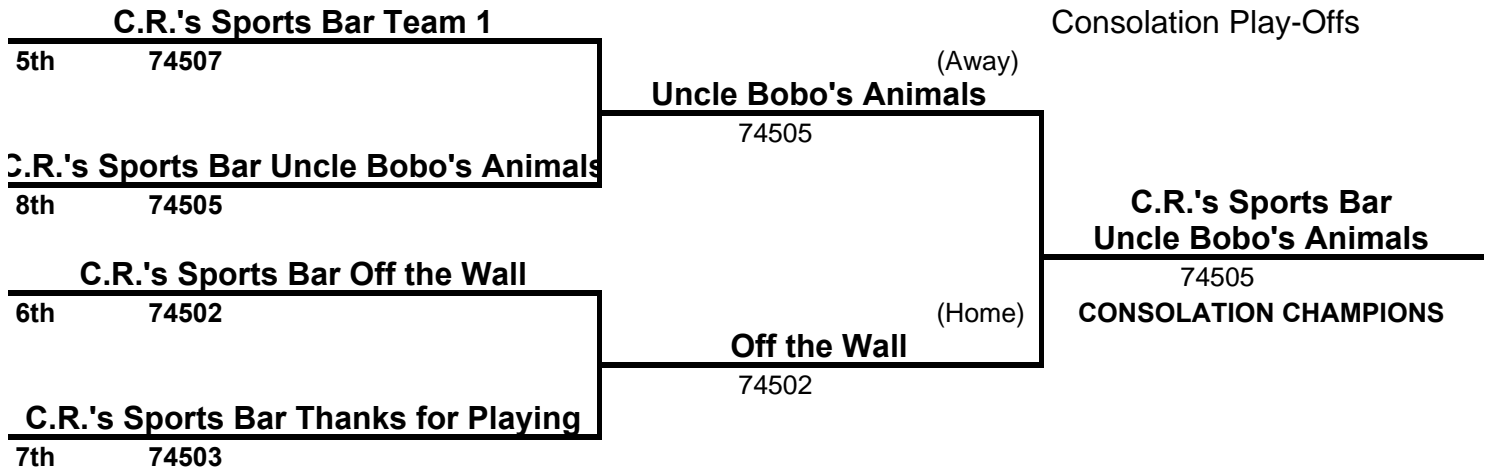 C.R.'s Sports Bar Team 1
Consolation Play-Offs
5th 74507
(Away)
Uncle Bobo's Animals
74505
C.R.'s Sports Bar Uncle Bobo's Animals
8th 74505
C.R.'s Sports Bar
Uncle Bobo's Animals
74505
CONSOLATION CHAMPIONS
C.R.'s Sports Bar Off the Wall
6th 74502
(Home)
Off the Wall
74502
C.R.'s Sports Bar Thanks for Playing
7th 74503